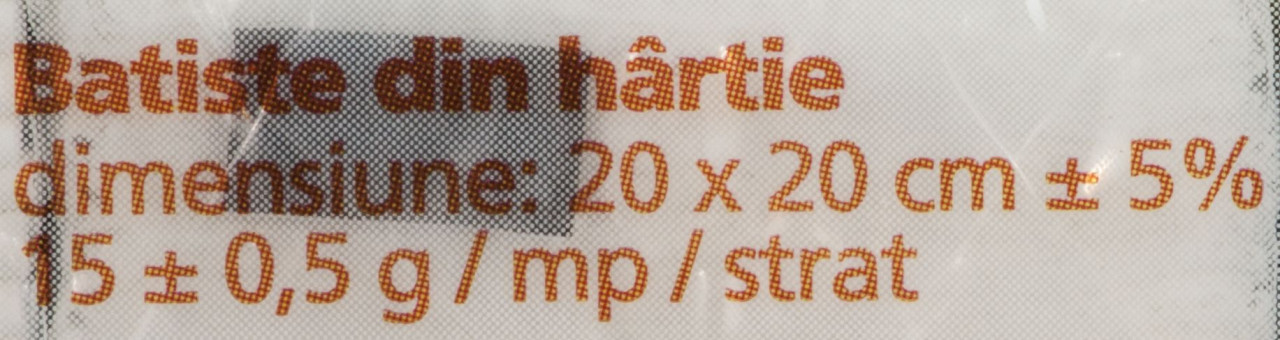 Batiste din hârtie
dimensiune: 20 x 20 cm ± 5%
15 ± 0,5 g / mp / strat